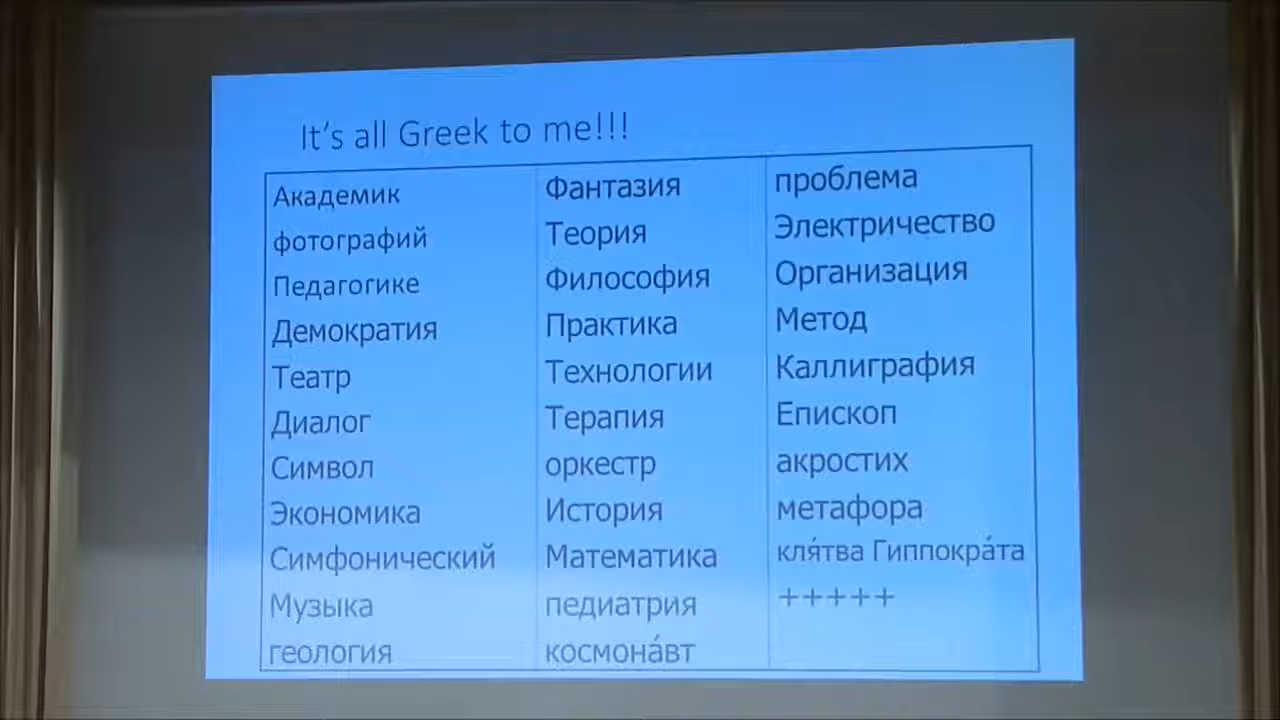 It's all Greek to me!!!
Академик
фотографий
Педагогике
Демократия
Театр
Диалог
Символ
Экономика
Симфонический
Музыка
геология
Фантазия
Теория
Философия
Практика
Технологии
Терапия
оркестр
История
Математика
педиатрия
космона́вт
проблема
Электричество
Организация
Метод
Каллиграфия
Епископ
акростих
метафора
кля́тва Гиппокра́та
+++++